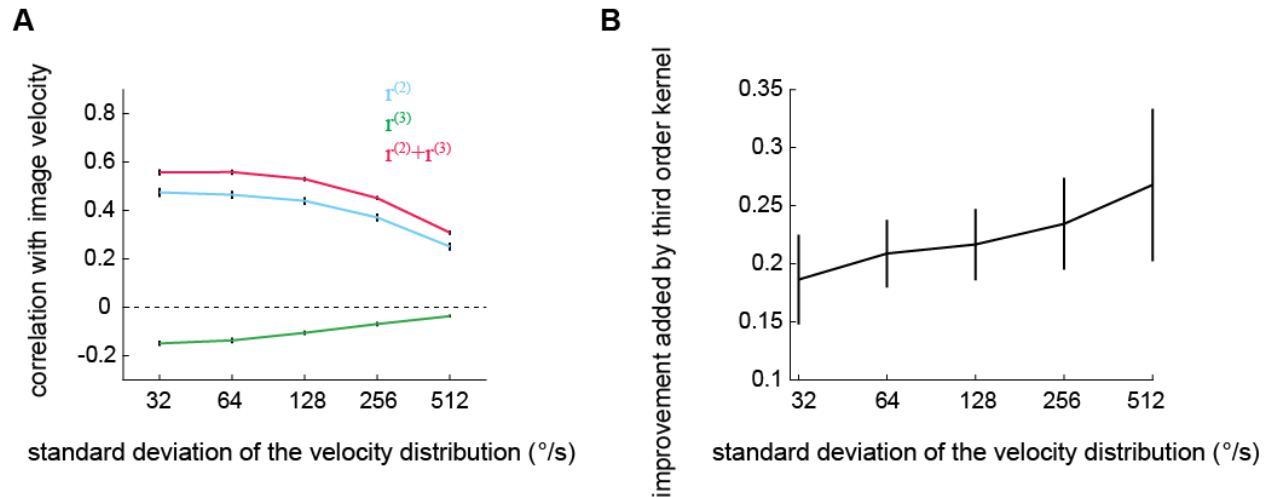 A
correlation with image velocity
0.8
0.6
0.4
0.2
0
-0.2
r⁽²⁾
r⁽³⁾
r⁽²⁾+r⁽³⁾
32 64 128 256 512
standard deviation of the velocity distribution (°/s)
B
improvement added by third order kernel
0.35
0.3
0.25
0.2
0.15
0.1
32 64 128 256 512
standard deviation of the velocity distribution (°/s)